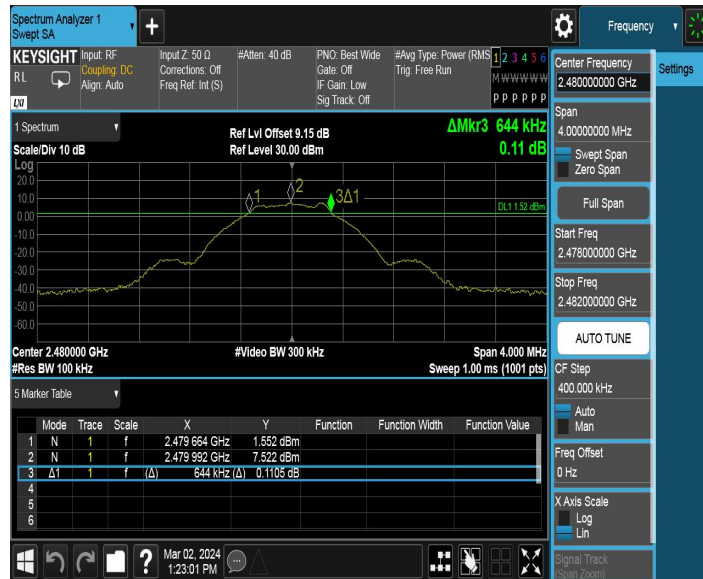 Spectrum Analyzer 1
Swept SA
+
Frequency
KEYSIGHT
RL
LXI
Input: RF
Coupling: DC
Align: Auto
Input Z: 50 Ω
Corrections: Off
Freq Ref: Int (S)
#Atten: 40 dB
PNO: Best Wide
Gate: Off
IF Gain: Low
Sig Track: Off
#Avg Type: Power (RMS
Trig: Free Run
1 2 3 4 5 6
M W W W W W
P P P P P P
1 Spectrum
Scale/Div 10 dB
Ref Lvl Offset 9.15 dB
Ref Level 30.00 dBm
ΔMkr3 644 kHz
0.11 dB
Log
20.0
10.0
0.00
-10.0
-20.0
-30.0
-40.0
-50.0
-60.0
1
2
3Δ1
DL1 1.52 dBm
Center 2.480000 GHz
#Res BW 100 kHz
#Video BW 300 kHz
Span 4.000 MHz
Sweep 1.00 ms (1001 pts)
5 Marker Table
Mode Trace Scale X Y Function Function Width Function Value
1 N 1 f 2.479 664 GHz 1.552 dBm
2 N 1 f 2.479 992 GHz 7.522 dBm
3 Δ1 1 f (Δ) 644 kHz (Δ) 0.1105 dB
4
5
6
?
Mar 02, 2024
1:23:01 PM
Center Frequency
2.480000000 GHz
Settings
Span
4.00000000 MHz
Swept Span
Zero Span
Full Span
Start Freq
2.478000000 GHz
Stop Freq
2.482000000 GHz
AUTO TUNE
CF Step
400.000 kHz
Auto
Man
Freq Offset
0 Hz
X Axis Scale
Log
Lin
Signal Track
(Span Zoom)